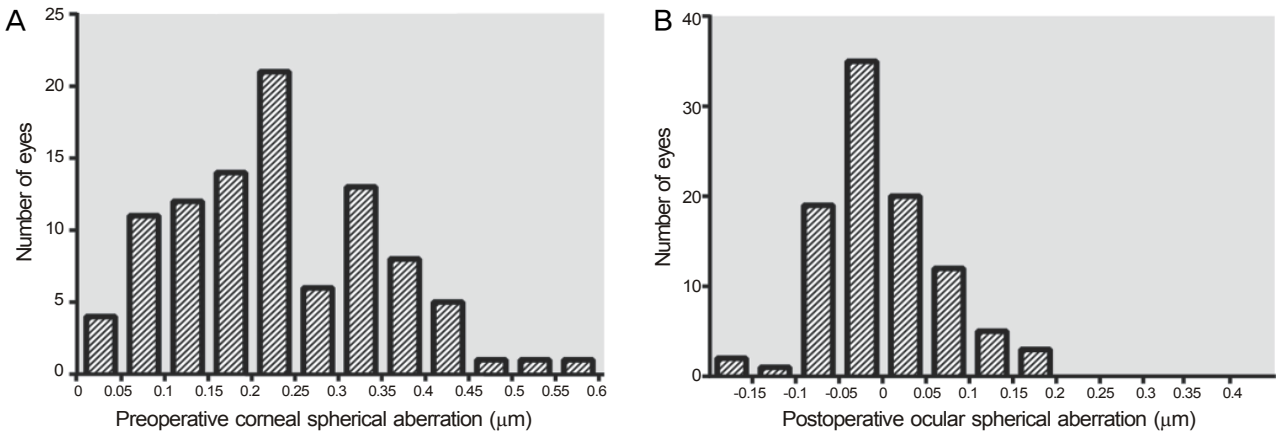 A
25
20
15
10
5
0
Number of eyes
0 0.05 0.1 0.15 0.2 0.25 0.3 0.35 0.4 0.45 0.5 0.55 0.6
Preoperative corneal spherical aberration (μm)
B
40
30
20
10
0
Number of eyes
-0.15 -0.1 -0.05 0 0.05 0.1 0.15 0.2 0.25 0.3 0.35 0.4
Postoperative ocular spherical aberration (μm)